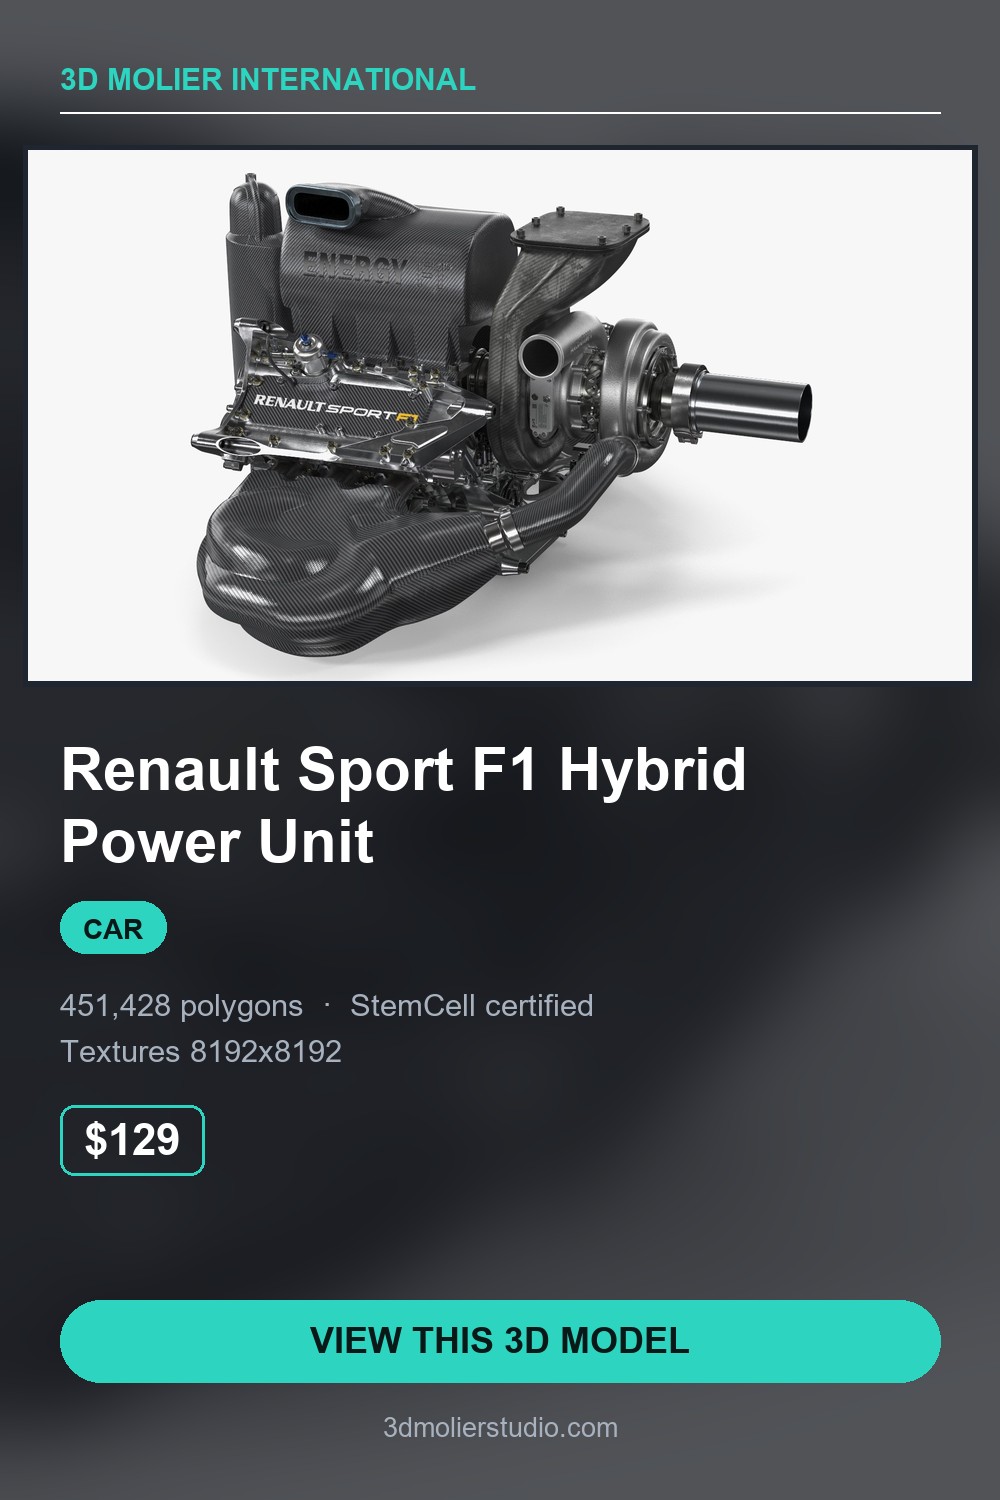 3D MOLIER INTERNATIONAL
ENERGY
RENAULT SPORT F1
Renault Sport F1 Hybrid
Power Unit
CAR
451,428 polygons · StemCell certified
Textures 8192x8192
$129
VIEW THIS 3D MODEL
3dmolierstudio.com